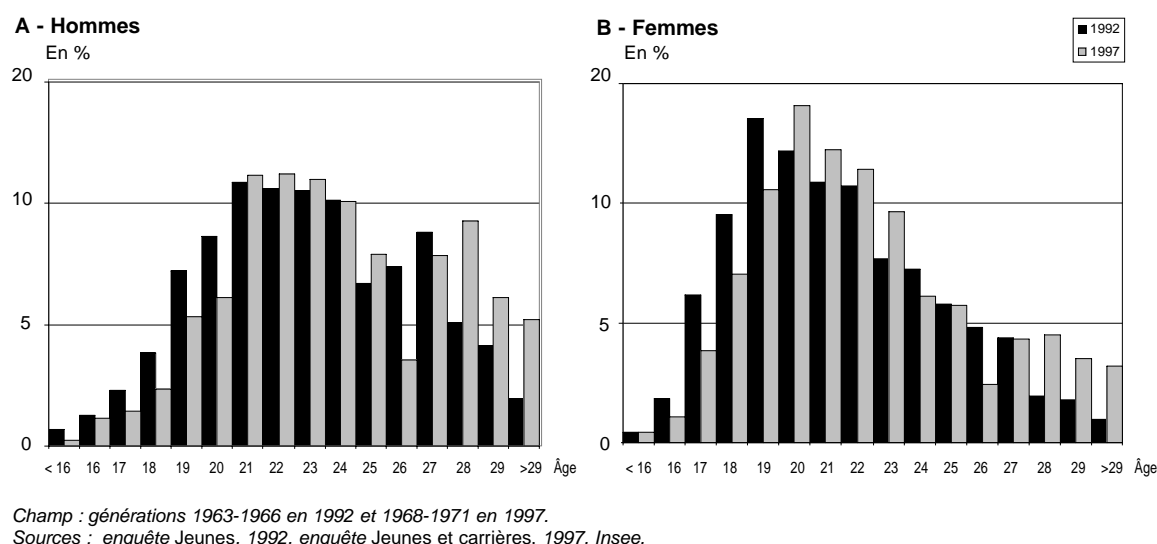 A - Hommes
En %
20
10
5
0
< 16 16 17 18 19 20 21 22 23 24 25 26 27 28 29 >29 Âge
B - Femmes
En %
1992
1997
20
10
5
0
< 16 16 17 18 19 20 21 22 23 24 25 26 27 28 29 >29 Âge
Champ : générations 1963-1966 en 1992 et 1968-1971 en 1997.
Sources : enquête Jeunes, 1992, enquête Jeunes et carrières, 1997, Insee.